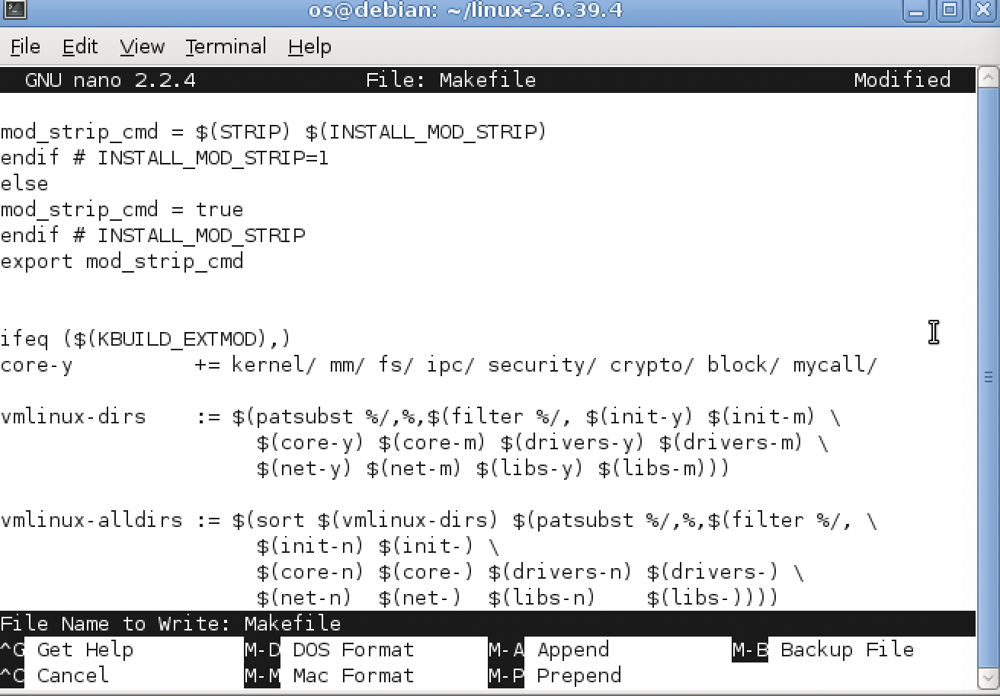 os@debian: ~/linux-2.6.39.4
File Edit View Terminal Help
GNU nano 2.2.4 File: Makefile Modified
mod_strip_cmd = $(STRIP) $(INSTALL_MOD_STRIP)
endif # INSTALL_MOD_STRIP=1
else
mod_strip_cmd = true
endif # INSTALL_MOD_STRIP
export mod_strip_cmd
ifeq ($(KBUILD_EXTMOD),)
core-y += kernel/ mm/ fs/ ipc/ security/ crypto/ block/ mycall/
vmlinux-dirs := $(patsubst %/,%,$(filter %/, $(init-y) $(init-m) \
$(core-y) $(core-m) $(drivers-y) $(drivers-m) \
$(net-y) $(net-m) $(libs-y) $(libs-m)))
vmlinux-alldirs := $(sort $(vmlinux-dirs) $(patsubst %/,%,$(filter %/, \
$(init-n) $(init-) \
$(core-n) $(core-) $(drivers-n) $(drivers-) \
$(net-n) $(net-) $(libs-n) $(libs-))))
File Name to Write: Makefile
^G Get Help M-D DOS Format M-A Append M-B Backup File
^C Cancel M-M Mac Format M-P Prepend